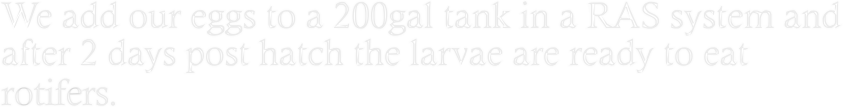 We add our eggs to a 200gal tank in a RAS system and
after 2 days post hatch the larvae are ready to eat
rotifers.